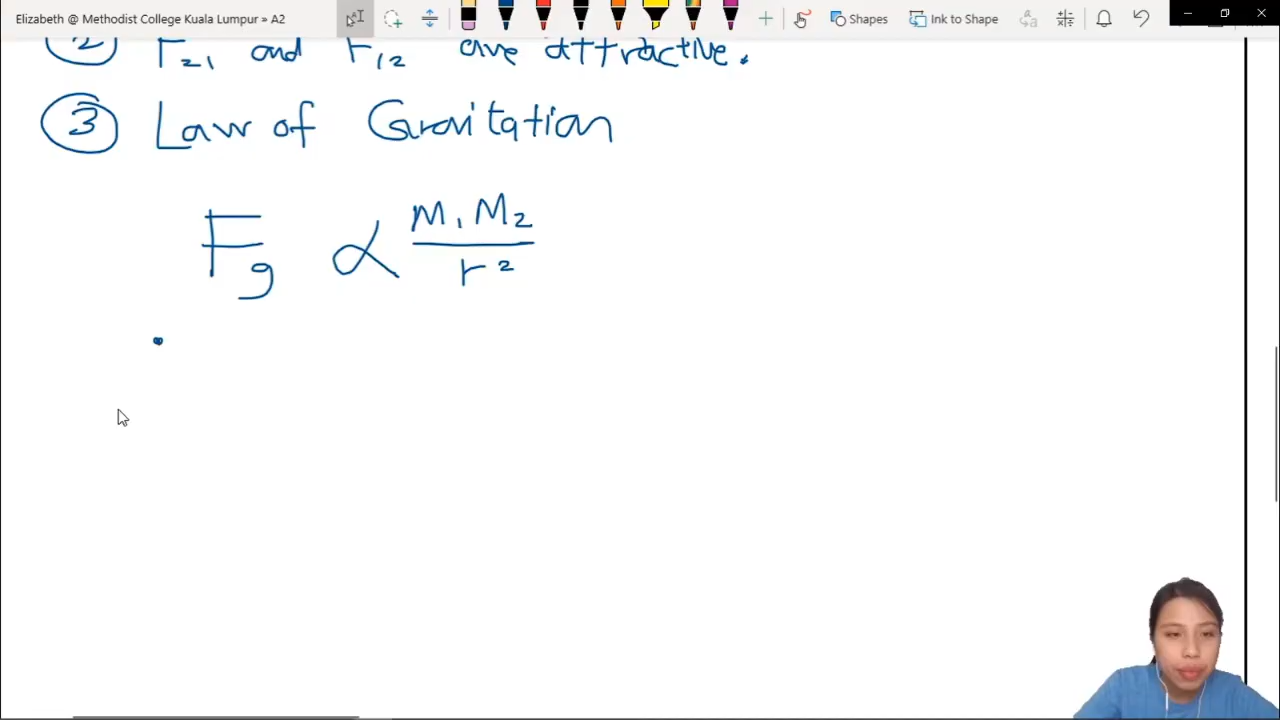 Elizabeth @ Methodist College Kuala Lumpur » A2
Shapes
Ink to Shape
② F₂₁ and F₁₂ are attractive.
③ Law of Gravitation
Fg ∝ M₁M₂
r²